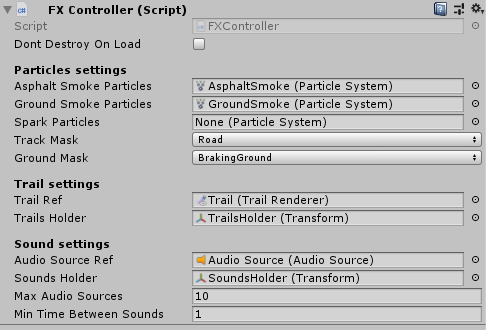 FX Controller (Script)
Script FXController
Dont Destroy On Load
Particles settings
Asphalt Smoke Particles AsphaltSmoke (Particle System)
Ground Smoke Particles GroundSmoke (Particle System)
Spark Particles None (Particle System)
Track Mask Road
Ground Mask BrakingGround
Trail settings
Trail Ref Trail (Trail Renderer)
Trails Holder TrailsHolder (Transform)
Sound settings
Audio Source Ref Audio Source (Audio Source)
Sounds Holder SoundsHolder (Transform)
Max Audio Sources 10
Min Time Between Sounds 1